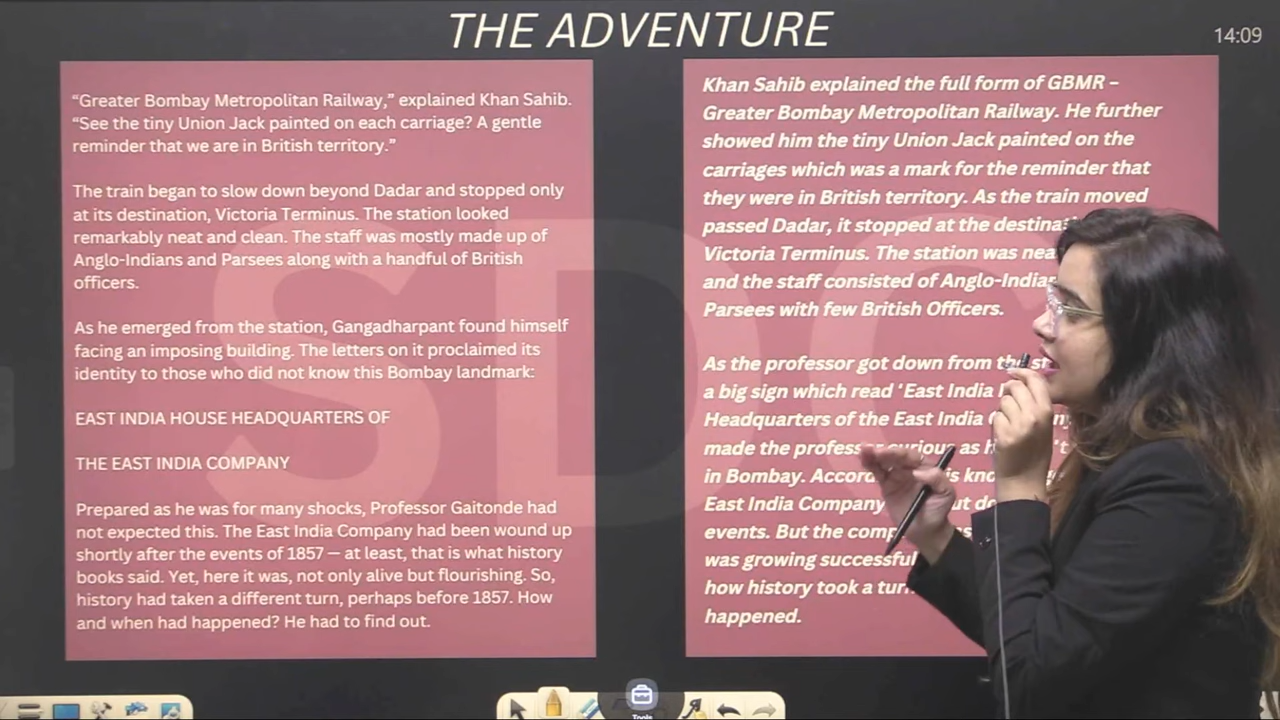 THE ADVENTURE
14:09
“Greater Bombay Metropolitan Railway,” explained Khan Sahib.
“See the tiny Union Jack painted on each carriage? A gentle
reminder that we are in British territory.”
The train began to slow down beyond Dadar and stopped only
at its destination, Victoria Terminus. The station looked
remarkably neat and clean. The staff was mostly made up of
Anglo-Indians and Parsees along with a handful of British
officers.
As he emerged from the station, Gangadharpant found himself
facing an imposing building. The letters on it proclaimed its
identity to those who did not know this Bombay landmark:
EAST INDIA HOUSE HEADQUARTERS OF
THE EAST INDIA COMPANY
Prepared as he was for many shocks, Professor Gaitonde had
not expected this. The East India Company had been wound up
shortly after the events of 1857 — at least, that is what history
books said. Yet, here it was, not only alive but flourishing. So,
history had taken a different turn, perhaps before 1857. How
and when had happened? He had to find out.
Khan Sahib explained the full form of GBMR –
Greater Bombay Metropolitan Railway. He further
showed him the tiny Union Jack painted on the
carriages which was a mark for the reminder that
they were in British territory. As the train moved
passed Dadar, it stopped at the
Victoria Terminus. The station was
and the staff consisted of
Parsees with few British Officers.
As the professor got down from
a big sign which read ‘East India
Headquarters of the East India
made the professor curious as
in Bombay.
East India Company
events. But the
was growing
how history took a
happened.
SDC
Tools